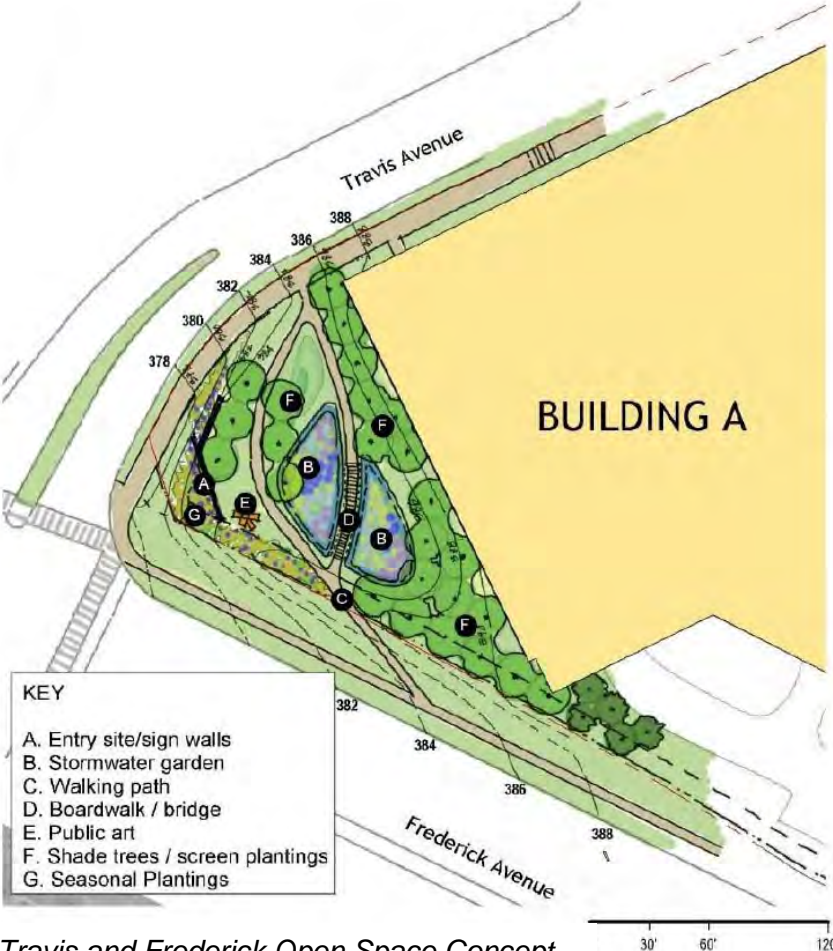 Travis Avenue
388
386
384
382
380
378
BUILDING A
F
F
B
A
E
G
D
B
C
F
KEY
A. Entry site/sign walls
B. Stormwater garden
C. Walking path
D. Boardwalk / bridge
E. Public art
F. Shade trees / screen plantings
G. Seasonal Plantings
382
384
386
388
Frederick Avenue
30'
60'
Travis and Frederick Open Space Concept